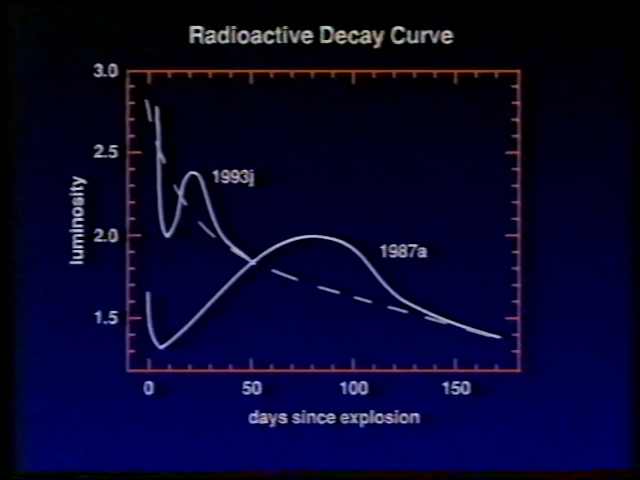 Radioactive Decay Curve
3.0
2.5
2.0
1.5
luminosity
1993j
1987a
0 50 100 150
days since explosion